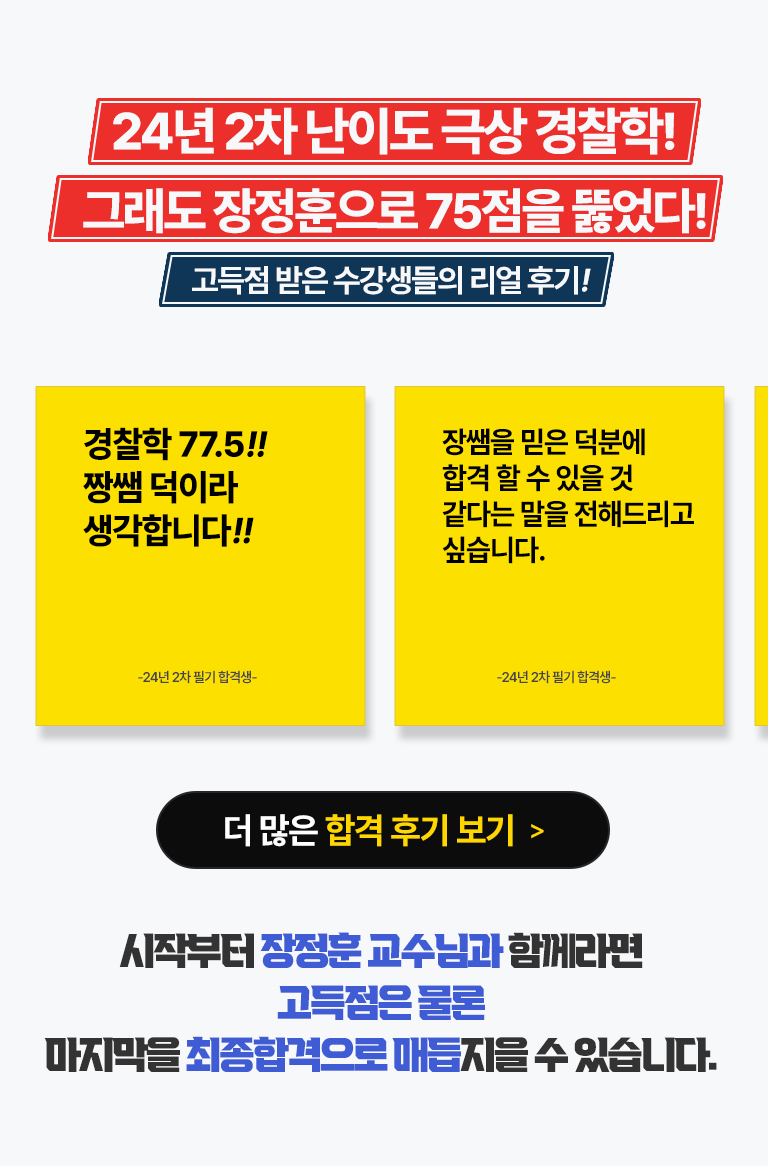 24년 2차 난이도 극상 경찰학!
그래도 장정훈으로 75점을 뚫었다!
고득점 받은 수강생들의 리얼 후기!
경찰학 77.5!!
짱쌤 덕이라
생각합니다!!
-24년 2차 필기 합격생-
장쌤을 믿은 덕분에
합격 할 수 있을 것
같다는 말을 전해드리고
싶습니다.
-24년 2차 필기 합격생-
더 많은 합격 후기 보기 >
시작부터 장정훈 교수님과 함께라면
고득점은 물론
마지막을 최종합격으로 매듭지을 수 있습니다.